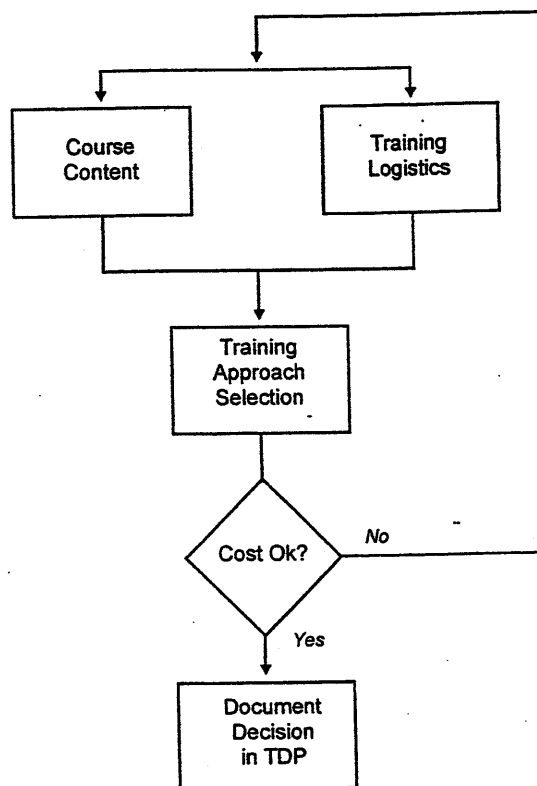 Course
Content
Training
Logistics
Training
Approach
Selection
Cost Ok?
No
Yes
Document
Decision
in TDP